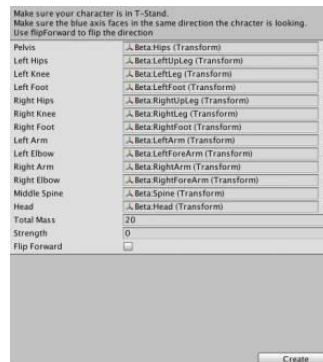 Make sure your character is in T-Stand.
Make sure the blue axis faces in the same direction the chracter is looking.
Use flipForward to flip the direction
Pelvis Beta:Hips (Transform)
Left Hips Beta:LeftUpLeg (Transform)
Left Knee Beta:LeftLeg (Transform)
Left Foot Beta:LeftFoot (Transform)
Right Hips Beta:RightUpLeg (Transform)
Right Knee Beta:RightLeg (Transform)
Right Foot Beta:RightFoot (Transform)
Left Arm Beta:LeftArm (Transform)
Left Elbow Beta:LeftForeArm (Transform)
Right Arm Beta:RightArm (Transform)
Right Elbow Beta:RightForeArm (Transform)
Middle Spine Beta:Spine (Transform)
Head Beta:Head (Transform)
Total Mass 20
Strength 0
Flip Forward
Create